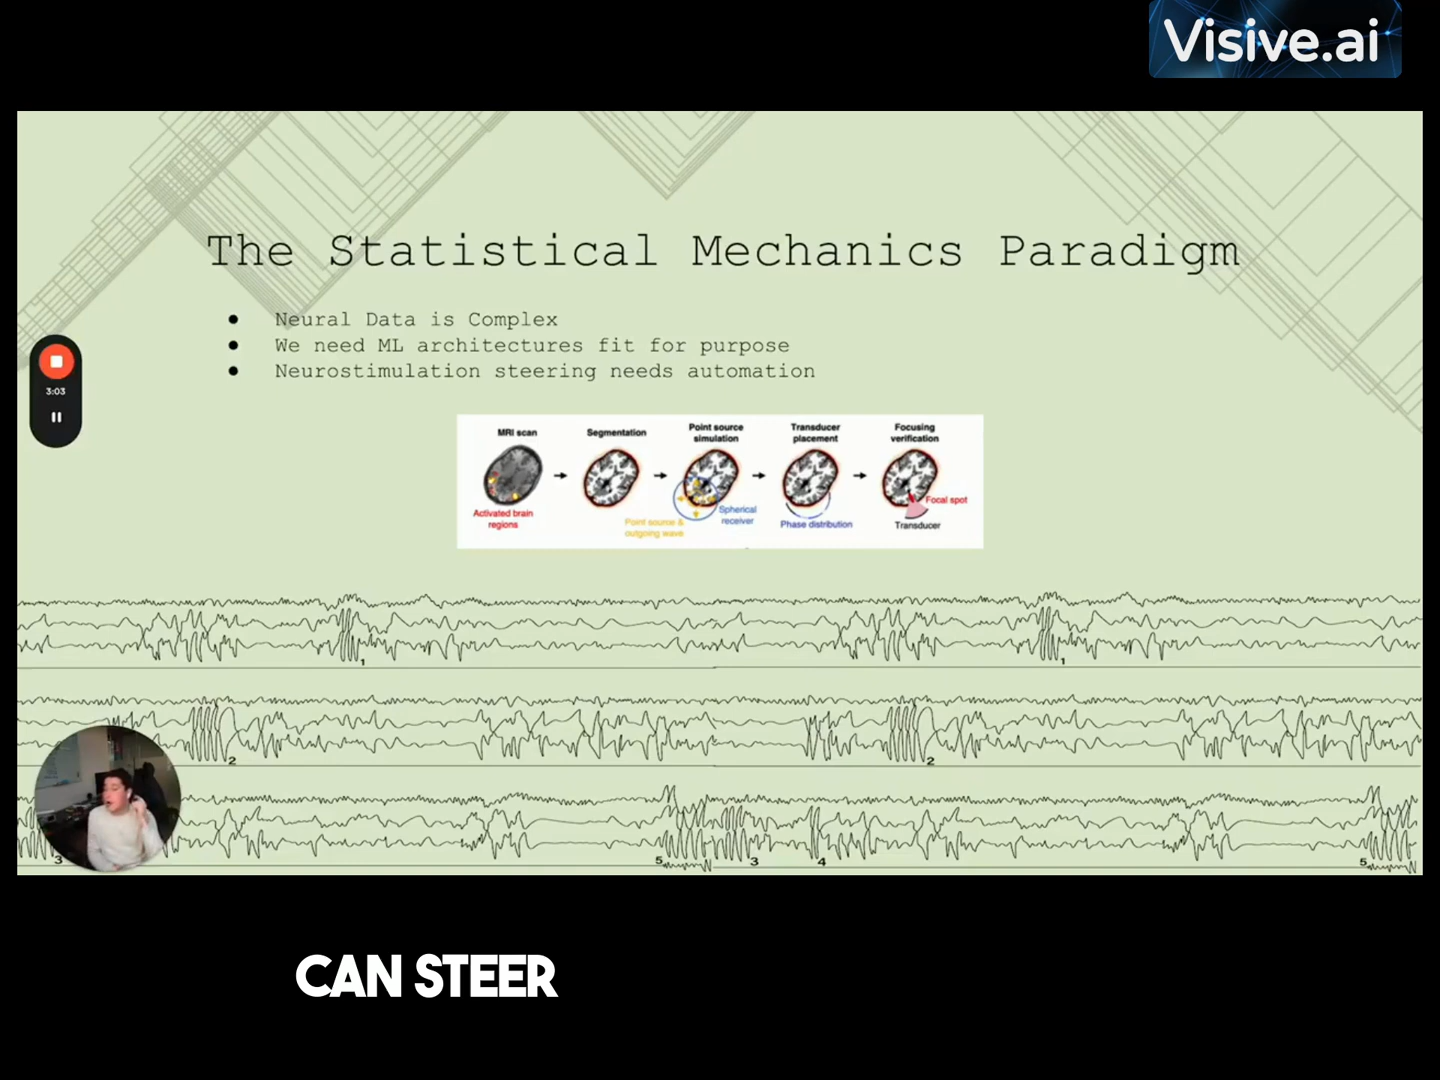 Visive.ai
The Statistical Mechanics Paradigm
● Neural Data is Complex
● We need ML architectures fit for purpose
● Neurostimulation steering needs automation
3:03
MRI scan
Segmentation
Point source
simulation
Transducer
placement
Focusing
verification
Activated brain
regions
Point source &
outgoing wave
Spherical
receiver
Phase distribution
Focal spot
Transducer
1
1
2
2
3
5
3
4
5
CAN STEER